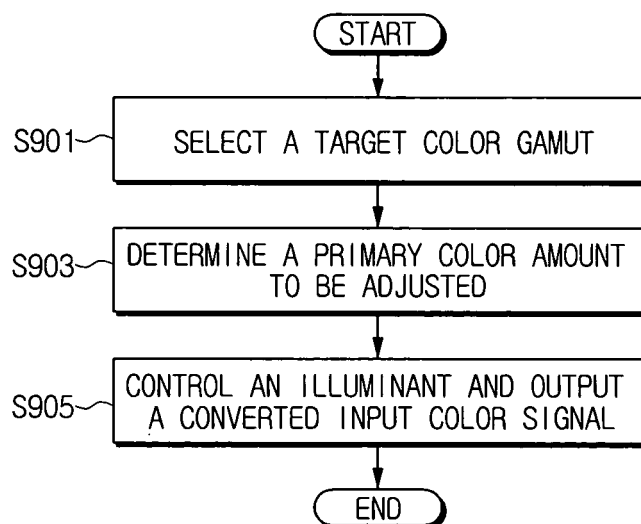 START
S901
SELECT A TARGET COLOR GAMUT
S903
DETERMINE A PRIMARY COLOR AMOUNT
TO BE ADJUSTED
S905
CONTROL AN ILLUMINANT AND OUTPUT
A CONVERTED INPUT COLOR SIGNAL
END